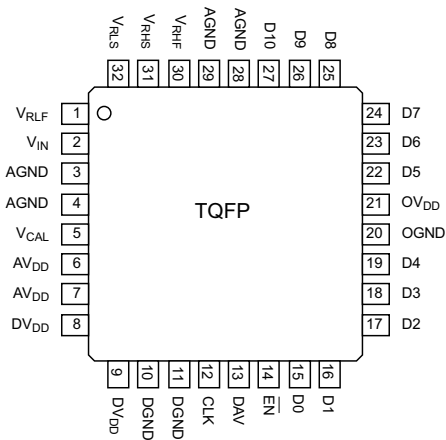 VRLS
VRHS
VRHF
AGND
AGND
D10
D9
D8
32
31
30
29
28
27
26
25
VRLF 1
VIN 2
AGND 3
AGND 4
VCAL 5
AVDD 6
AVDD 7
DVDD 8
TQFP
24 D7
23 D6
22 D5
21 OVDD
20 OGND
19 D4
18 D3
17 D2
9
10
11
12
13
14
15
16
DVDD
DGND
DGND
CLK
DAV
E̅N̅
D0
D1